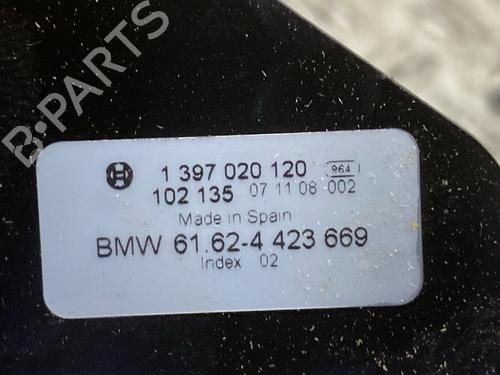 B-PARTS
1 397 020 120 964
102 135 07 11 08 002
Made in Spain
BMW 61.62-4 423 669
Index 02